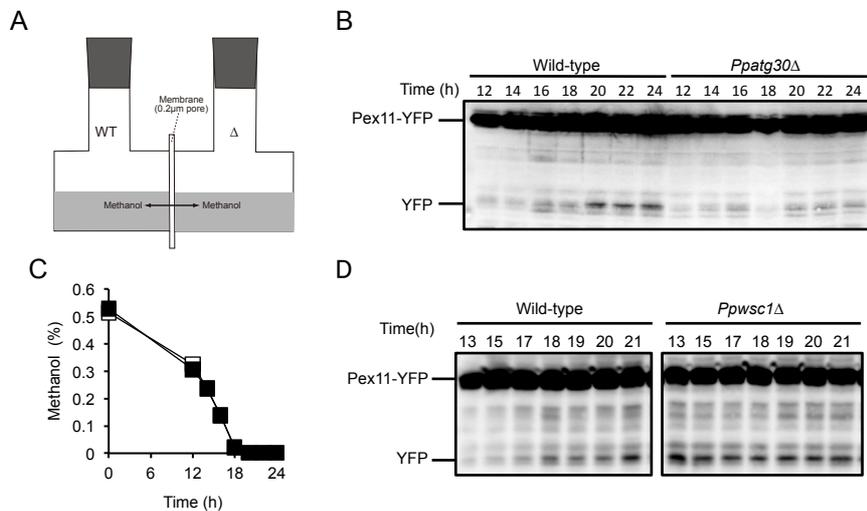 A
Membrane
(0.2μm pore)
WT
Δ
Methanol
Methanol
B
Wild-type
Ppatg30Δ
Time (h)
12 14 16 18 20 22 24
12 14 16 18 20 22 24
Pex11-YFP
YFP
C
Methanol (%)
0.6
0.5
0.4
0.3
0.2
0.1
0
0 6 12 18 24
Time (h)
D
Wild-type
Ppwsc1Δ
Time(h)
13 15 17 18 19 20 21
13 15 17 18 19 20 21
Pex11-YFP
YFP